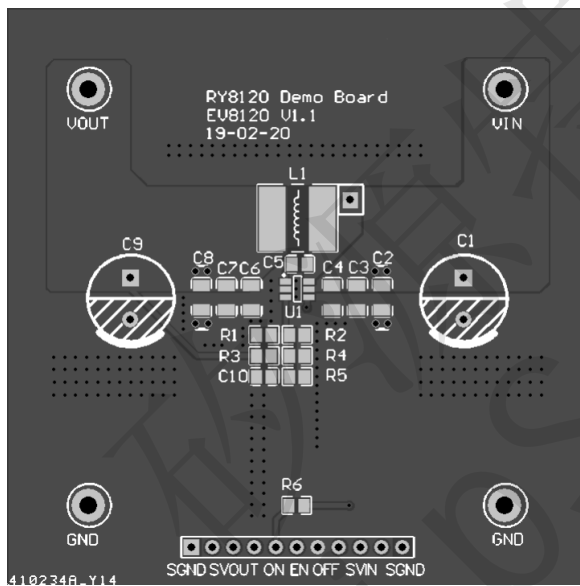 RY8120 Demo Board
EV8120 V1.1
19-02-20
VOUT
VIN
L1
C9
C8
C7
C6
C5
C4
C3
C2
C1
U1
R1
R2
R3
R4
C10
R5
R6
GND
GND
SGND SVOUT ON EN OFF SVIN SGND
410234A_Y14